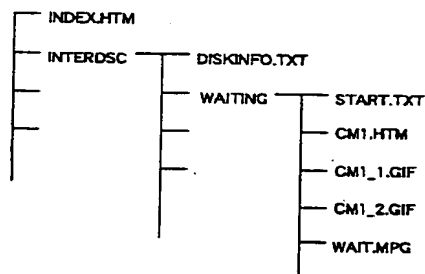 INDEX.HTM
INTERDSC
DISKINFO.TXT
WAITING
START.TXT
CM1.HTM
CM1_1.GIF
CM1_2.GIF
WAIT.MPG